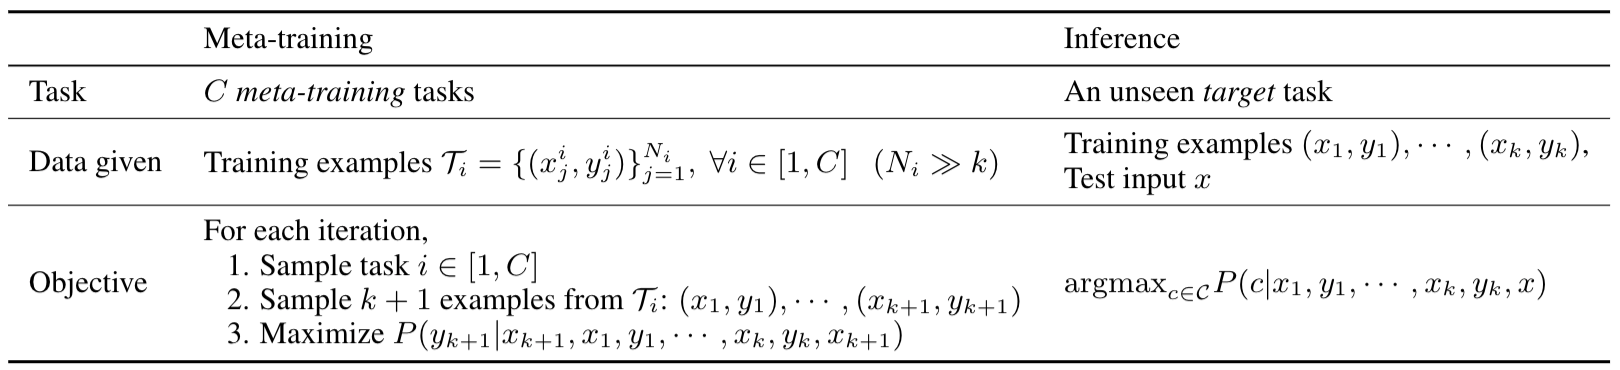 Meta-training Inference
Task C meta-training tasks An unseen target task
Data given Training examples $\mathcal{T}_i = \{(x^i_j, y^i_j)\}_{j=1}^{N_i}, \forall i \in [1, C]$ $(N_i \gg k)$ Training examples $(x_1, y_1), \cdots, (x_k, y_k)$,
Test input $x$
Objective
For each iteration,
1. Sample task $i \in [1, C]$
2. Sample $k + 1$ examples from $\mathcal{T}_i$: $(x_1, y_1), \cdots, (x_{k+1}, y_{k+1})$
3. Maximize $P(y_{k+1}|x_{k+1}, x_1, y_1, \cdots, x_k, y_k, x_{k+1})$
$\text{argmax}_{c \in \mathcal{C}} P(c|x_1, y_1, \cdots, x_k, y_k, x)$